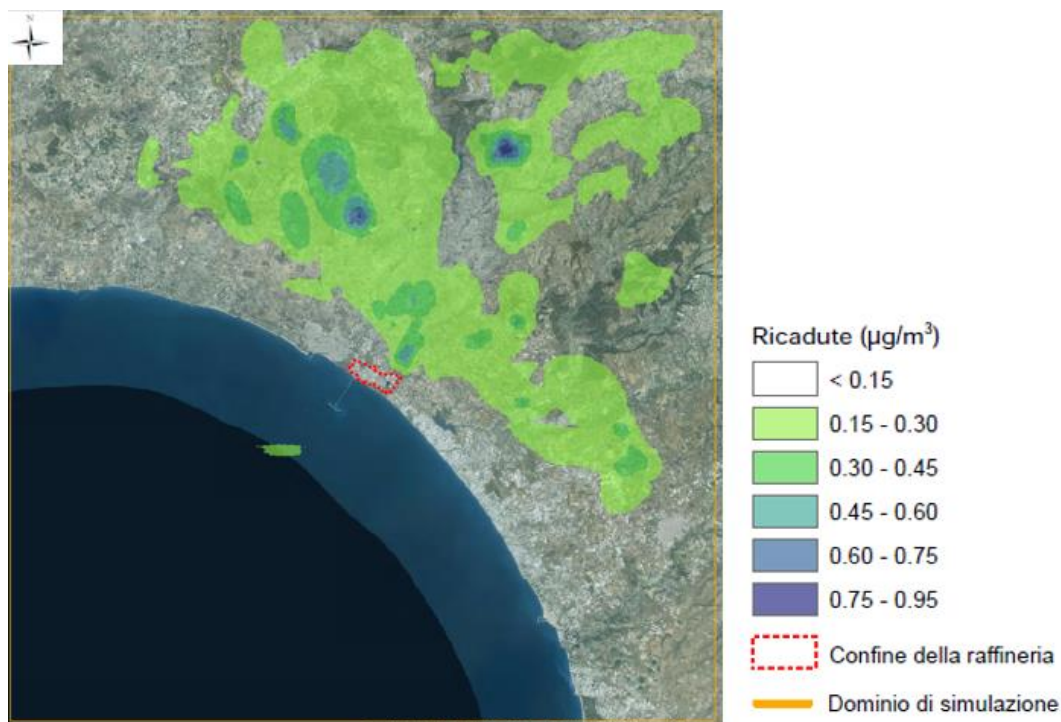 N
Ricadute (µg/m³)
< 0.15
0.15 - 0.30
0.30 - 0.45
0.45 - 0.60
0.60 - 0.75
0.75 - 0.95
Confine della raffineria
Dominio di simulazione